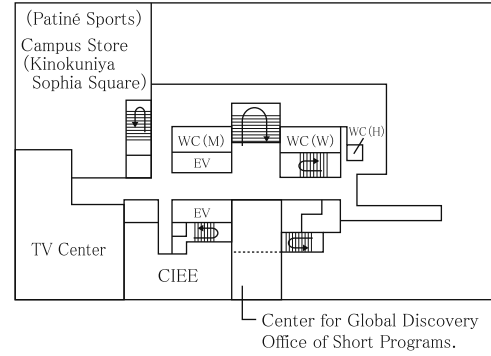 (Patiné Sports)
Campus Store
(Kinokuniya
Sophia Square)
WC(M)
WC(W)
WC(H)
EV
EV
TV Center
CIEE
Center for Global Discovery
Office of Short Programs.